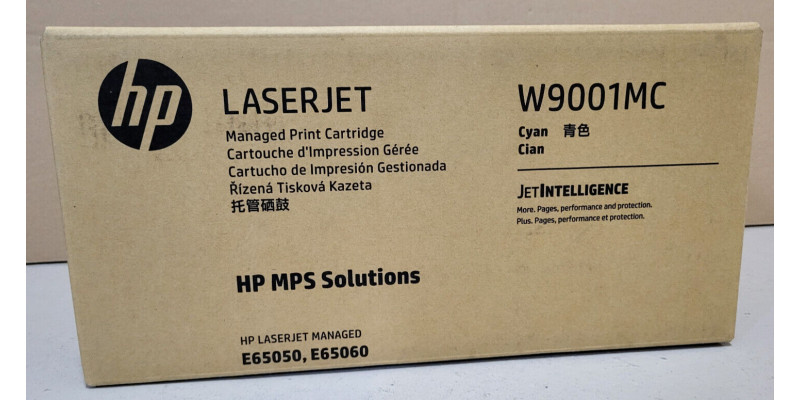 hp
LASERJET
Managed Print Cartridge
Cartouche d'Impression Gérée
Cartucho de Impresión Gestionada
Řízená Tisková Kazeta
托管硒鼓
HP MPS Solutions
HP LASERJET MANAGED
E65050, E65060
W9001MC
Cyan 青色
Cian
JETINTELLIGENCE
More. Pages, performance and protection.
Plus. Pages, performance et protection.